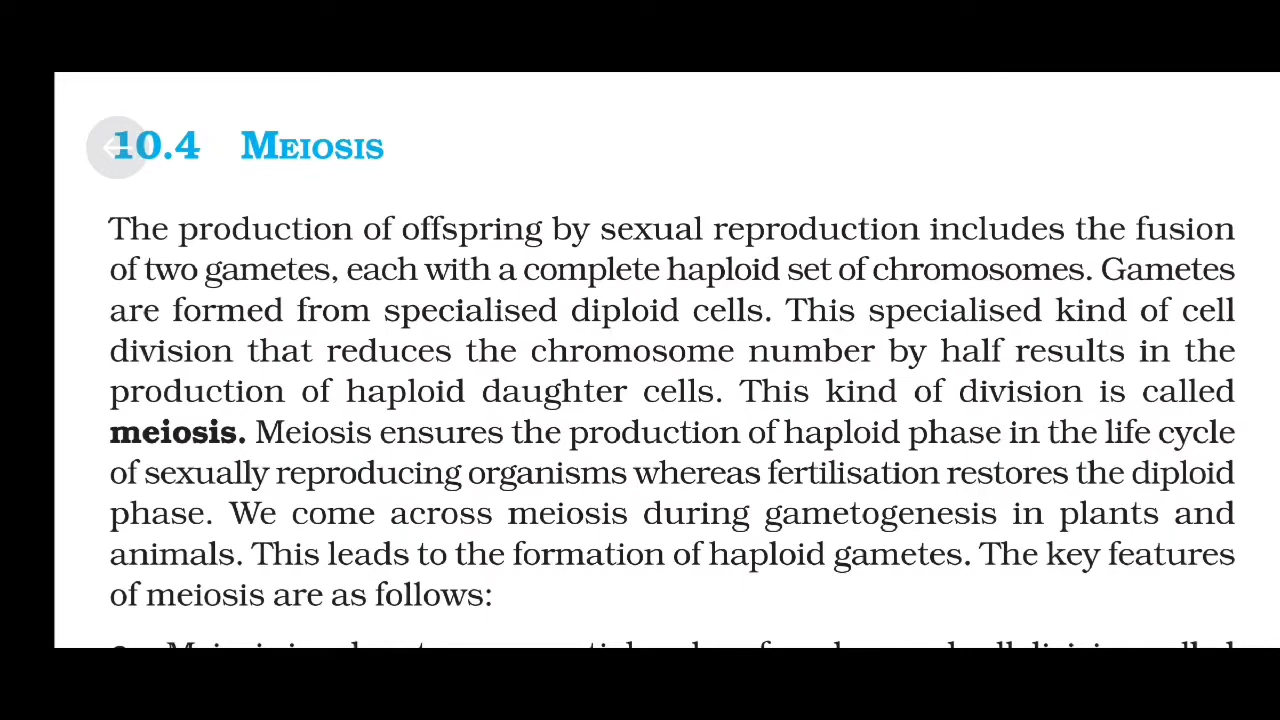 10.4 MEIOSIS
The production of offspring by sexual reproduction includes the fusion
of two gametes, each with a complete haploid set of chromosomes. Gametes
are formed from specialised diploid cells. This specialised kind of cell
division that reduces the chromosome number by half results in the
production of haploid daughter cells. This kind of division is called
meiosis. Meiosis ensures the production of haploid phase in the life cycle
of sexually reproducing organisms whereas fertilisation restores the diploid
phase. We come across meiosis during gametogenesis in plants and
animals. This leads to the formation of haploid gametes. The key features
of meiosis are as follows: